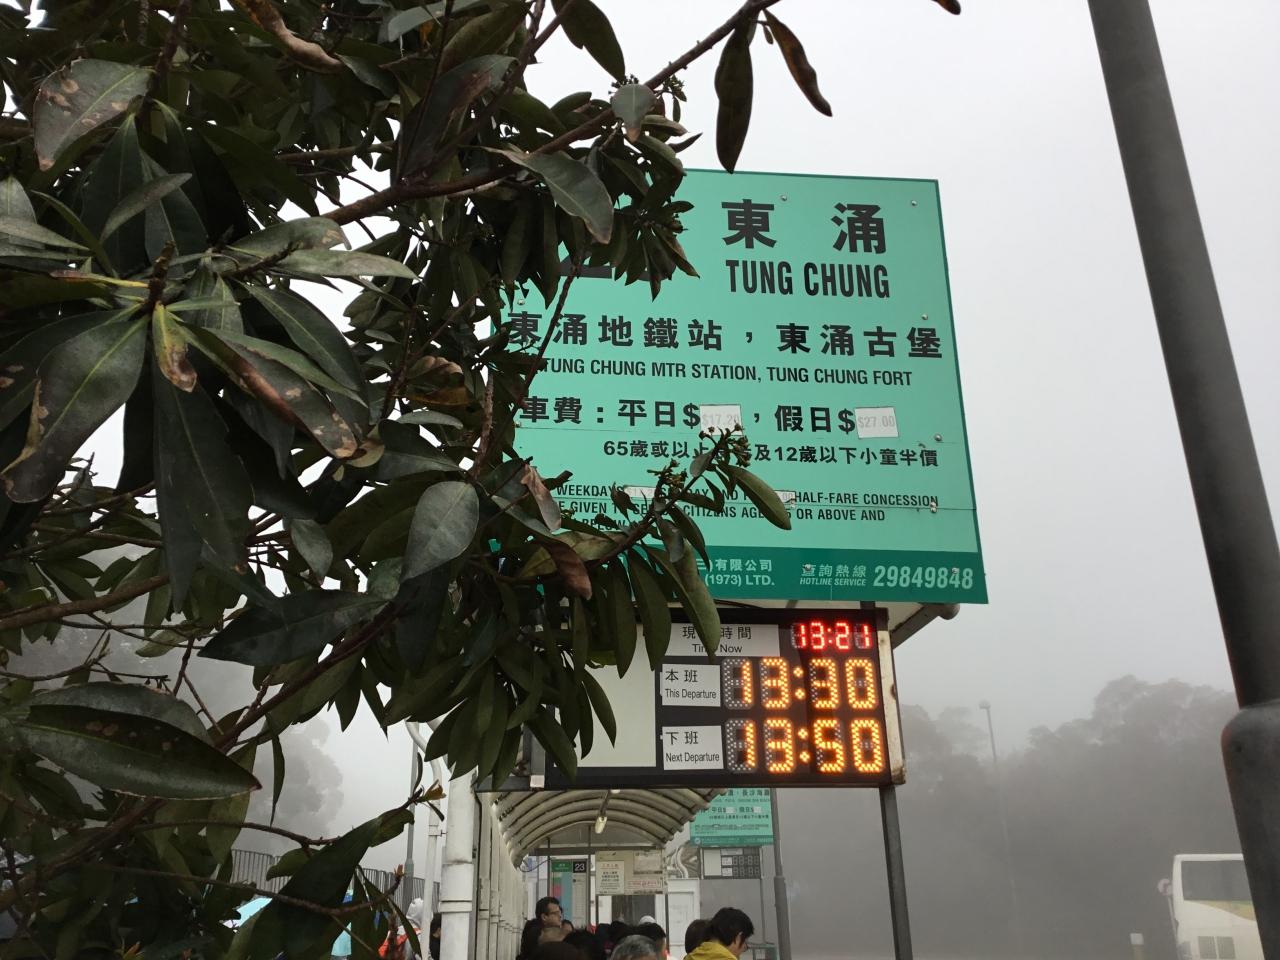 東涌
TUNG CHUNG
東涌地鐵站，東涌古堡
TUNG CHUNG MTR STATION, TUNG CHUNG FORT
車費：平日$17.20，假日$27.00
65歲或以上及12歲以下小童半價
WEEKDAYS AND HALF-FARE CONCESSION
GIVEN TO CITIZENS OR ABOVE AND
有限公司
(1973) LTD.
查詢熱線
HOTLINE SERVICE
29849848
時間 13:21
Now
本班 13:30
This Departure
下班 13:50
Next Departure
23